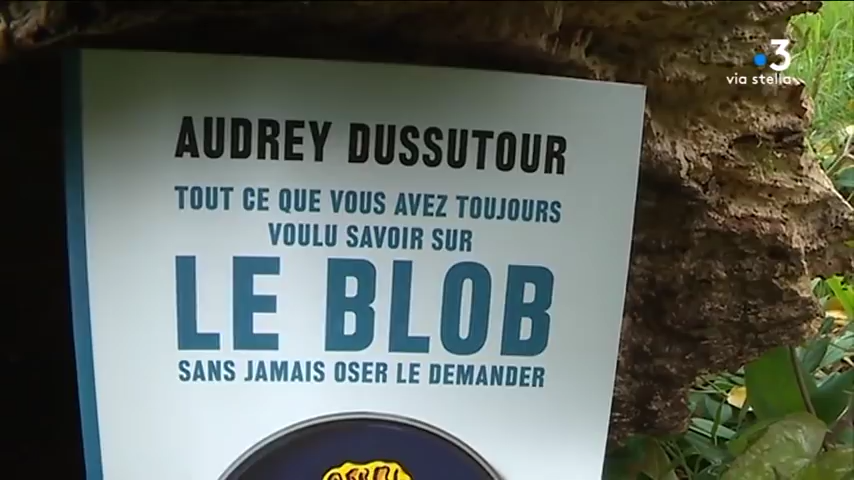 3
via stella
AUDREY DUSSUTOUR
TOUT CE QUE VOUS AVEZ TOUJOURS
VOULU SAVOIR SUR
LE BLOB
SANS JAMAIS OSER LE DEMANDER